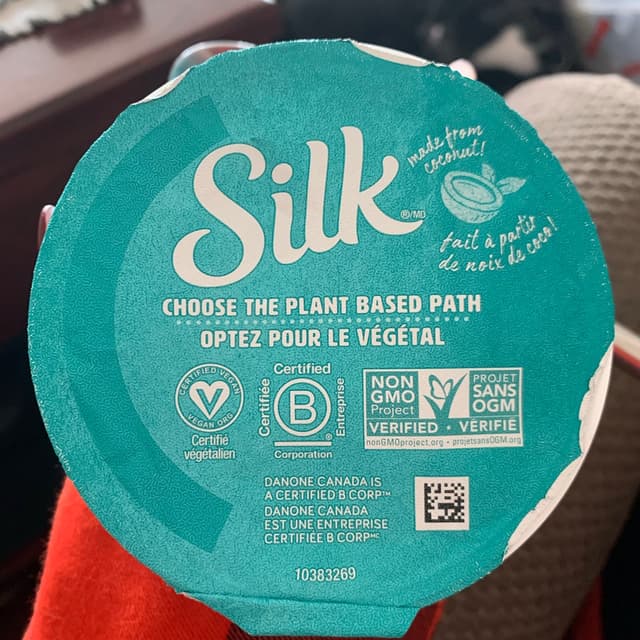 Silk
®/MD
made from
coconut!
fait à partir
de noix de coco!
CHOOSE THE PLANT BASED PATH
OPTEZ POUR LE VÉGÉTAL
CERTIFIED VEGAN
VEGAN.ORG
Certifié
végétalien
Certified
Certifiée
B
®
Entreprise
Corporation
NON
GMO
Project
PROJET
SANS
OGM
VERIFIED • VÉRIFIÉ
nonGMOproject.org • projetsansOGM.org
DANONE CANADA IS
A CERTIFIED B CORP™
DANONE CANADA
EST UNE ENTREPRISE
CERTIFIÉE B CORPᴹᶜ
10383269